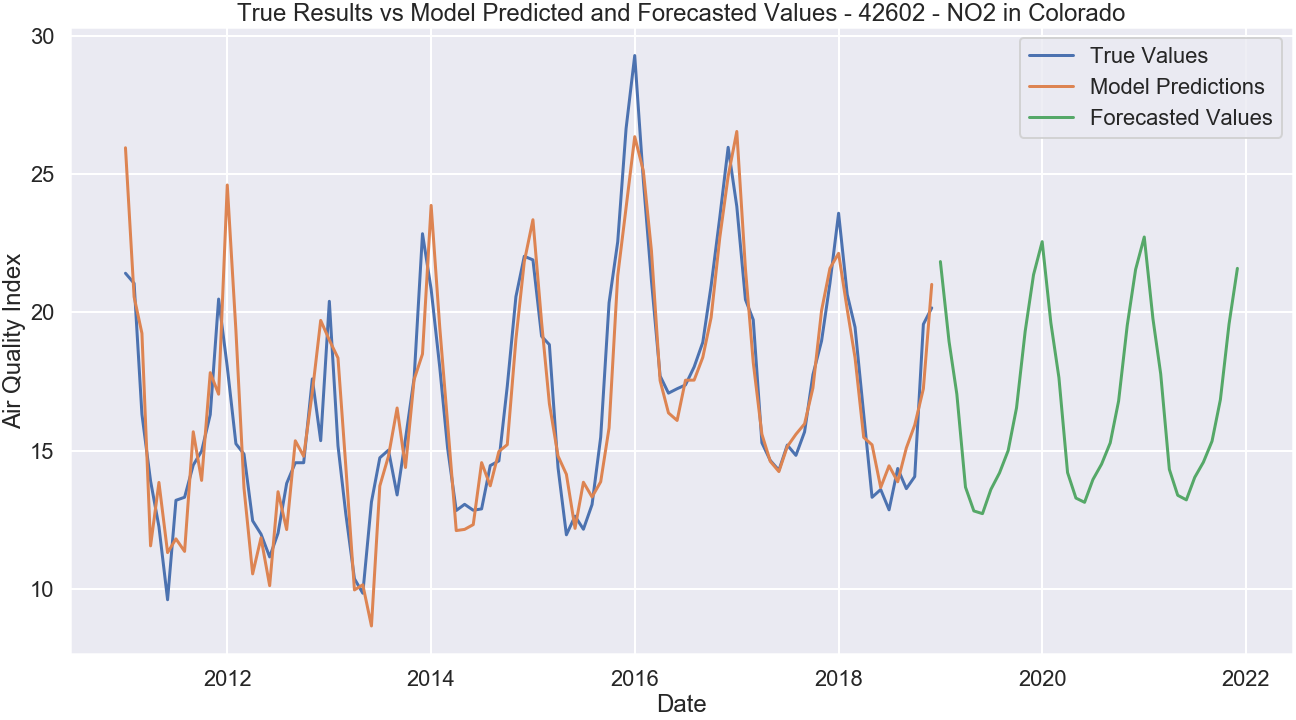 True Results vs Model Predicted and Forecasted Values - 42602 - NO2 in Colorado
True Values
Model Predictions
Forecasted Values
Air Quality Index
30
25
20
15
10
2012
2014
2016
2018
2020
2022
Date